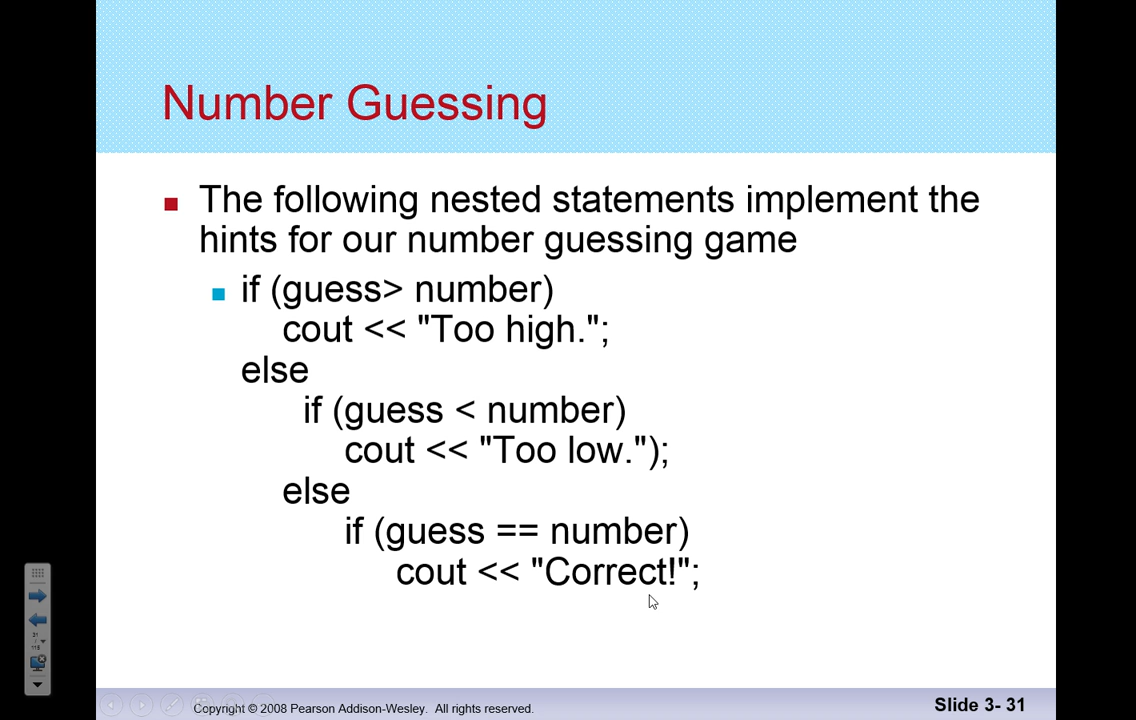 Number Guessing
The following nested statements implement the
hints for our number guessing game
if (guess> number)
cout << "Too high.";
else
if (guess < number)
cout << "Too low.");
else
if (guess == number)
cout << "Correct!";
31
/
115
Copyright © 2008 Pearson Addison-Wesley. All rights reserved.
Slide 3- 31